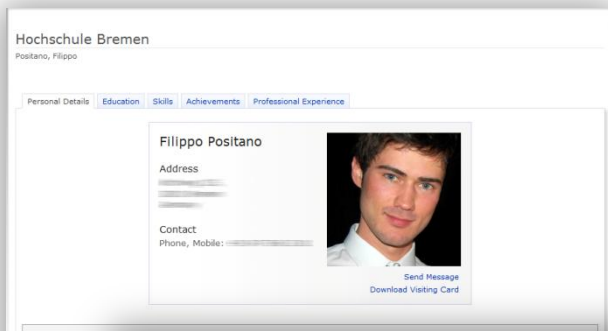 Hochschule Bremen
Positano, Filippo
Personal Details Education Skills Achievements Professional Experience
Filippo Positano
Address
Contact
Phone, Mobile:
Send Message
Download Visiting Card